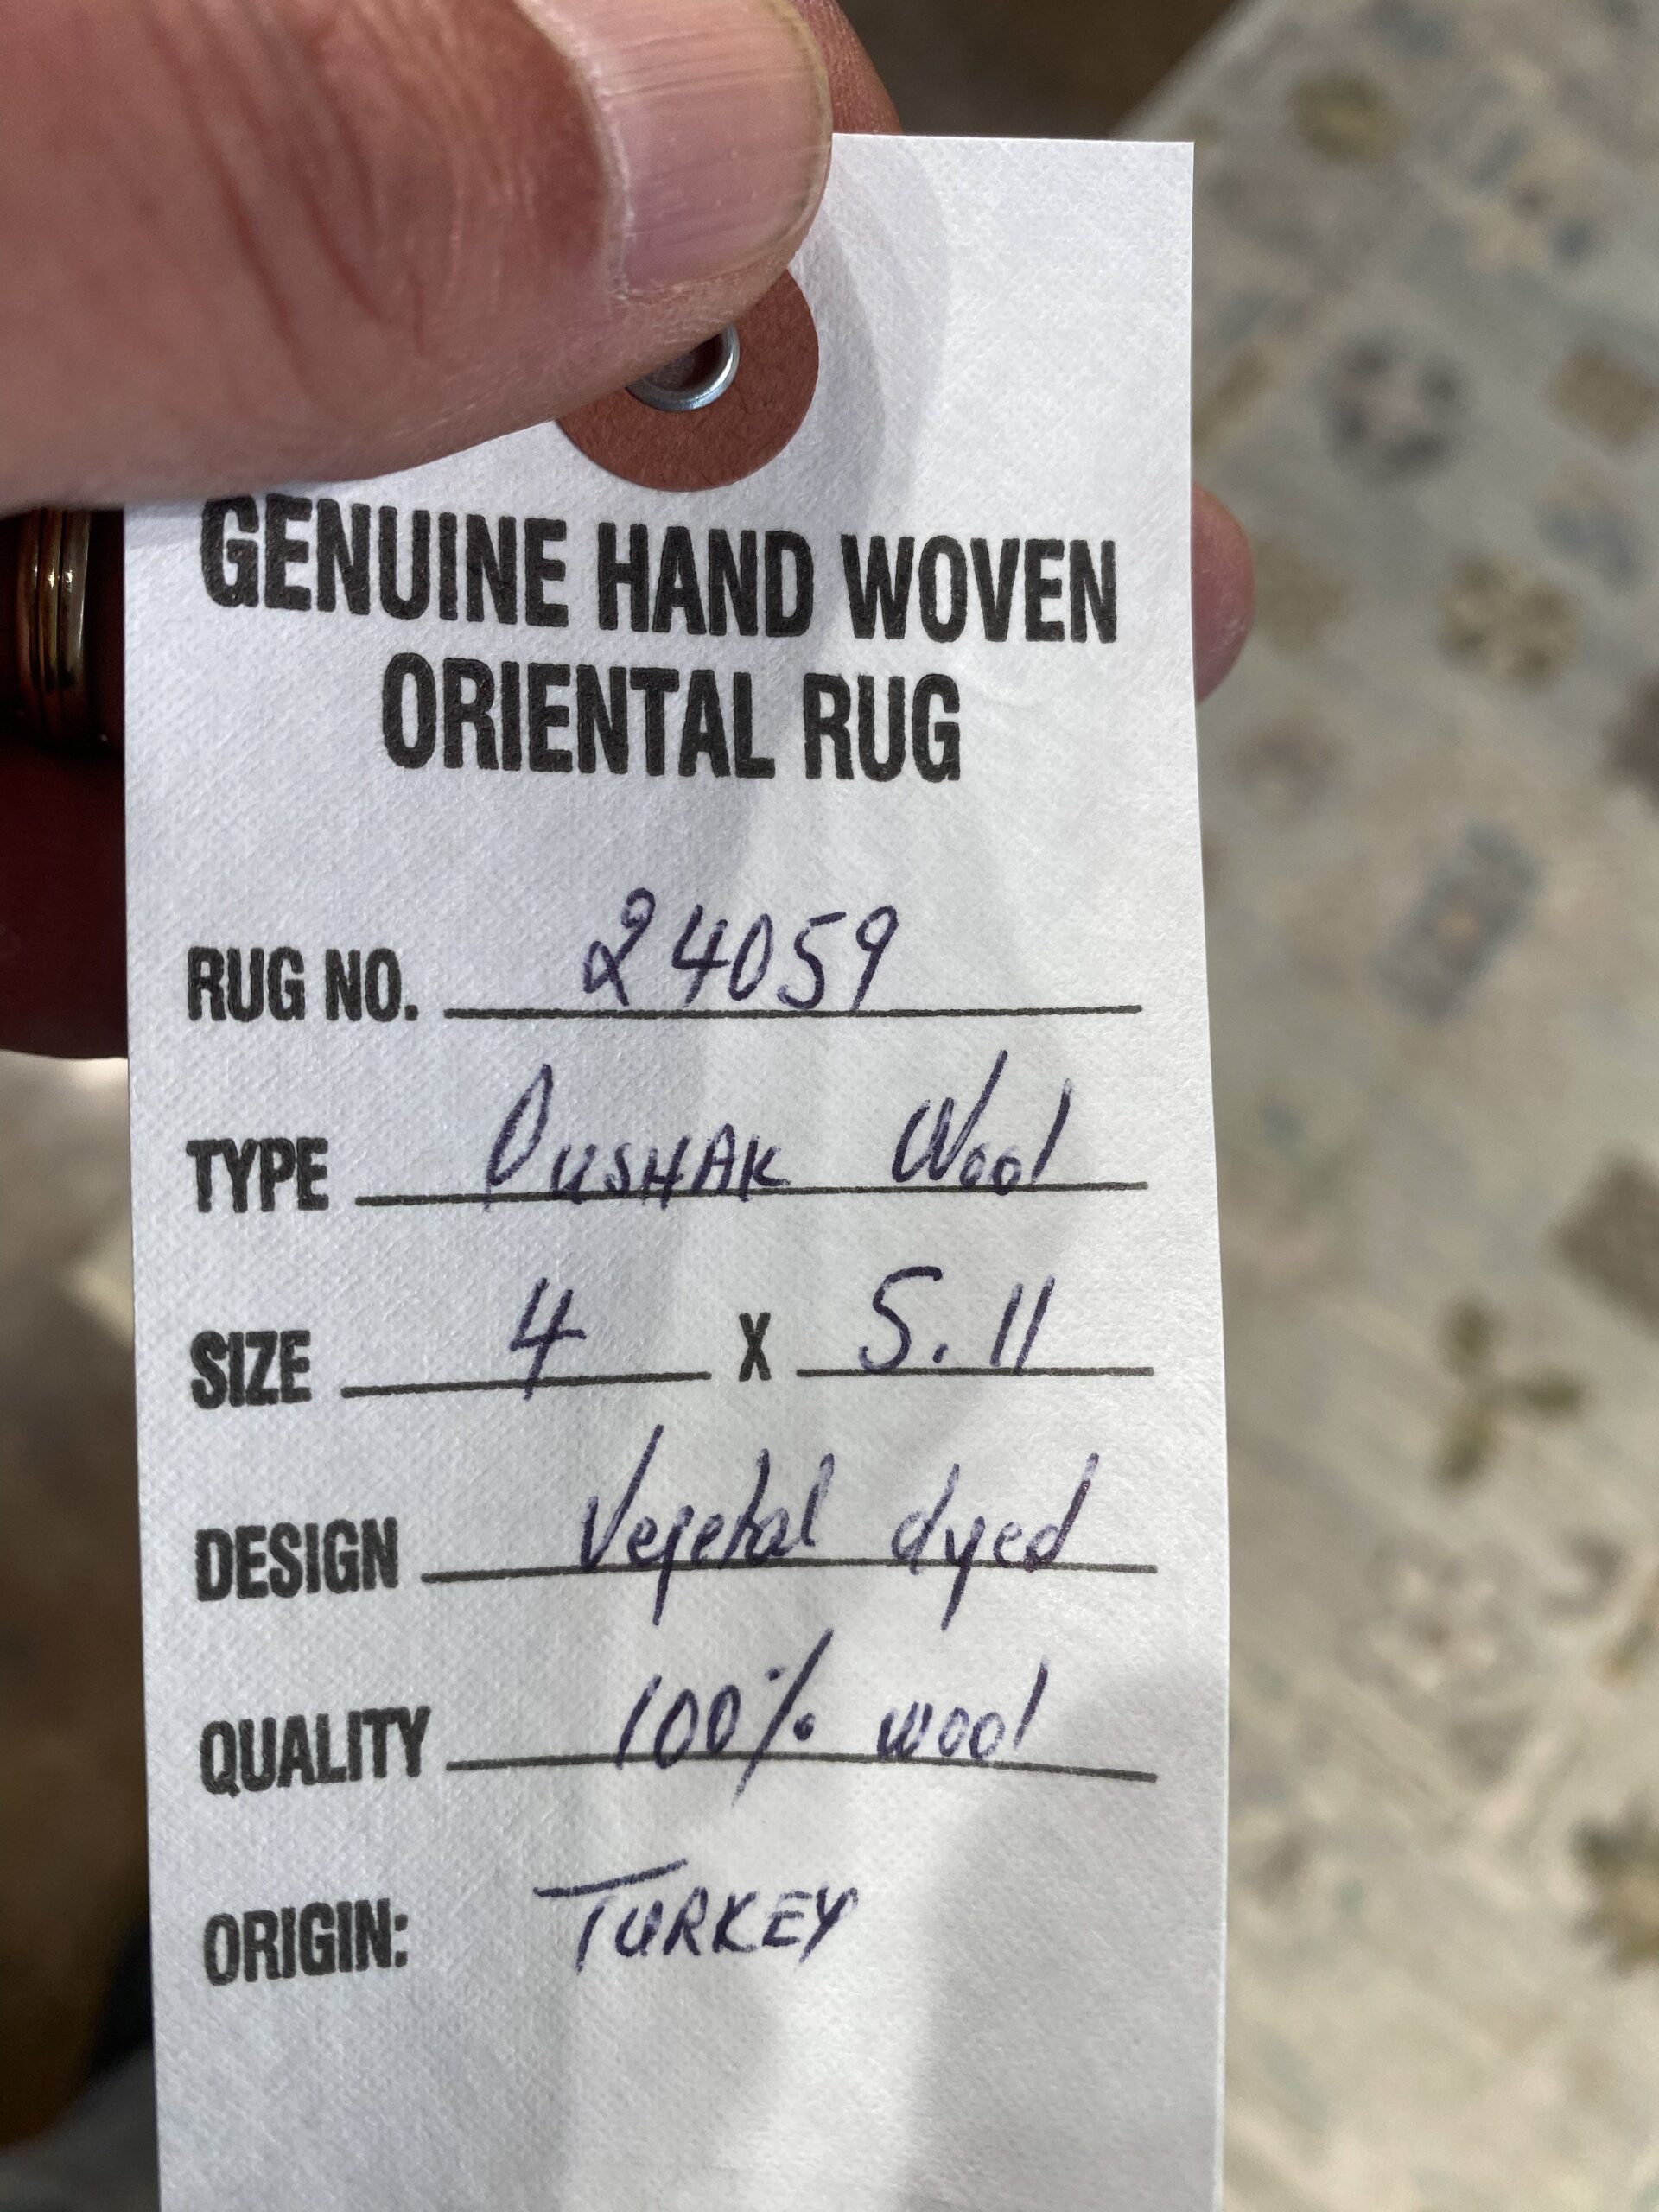 GENUINE HAND WOVEN
ORIENTAL RUG
RUG NO. 24059
TYPE OUSHAK Wool
SIZE 4 X 5.11
DESIGN Vegetal dyed
QUALITY 100% wool
ORIGIN: TURKEY